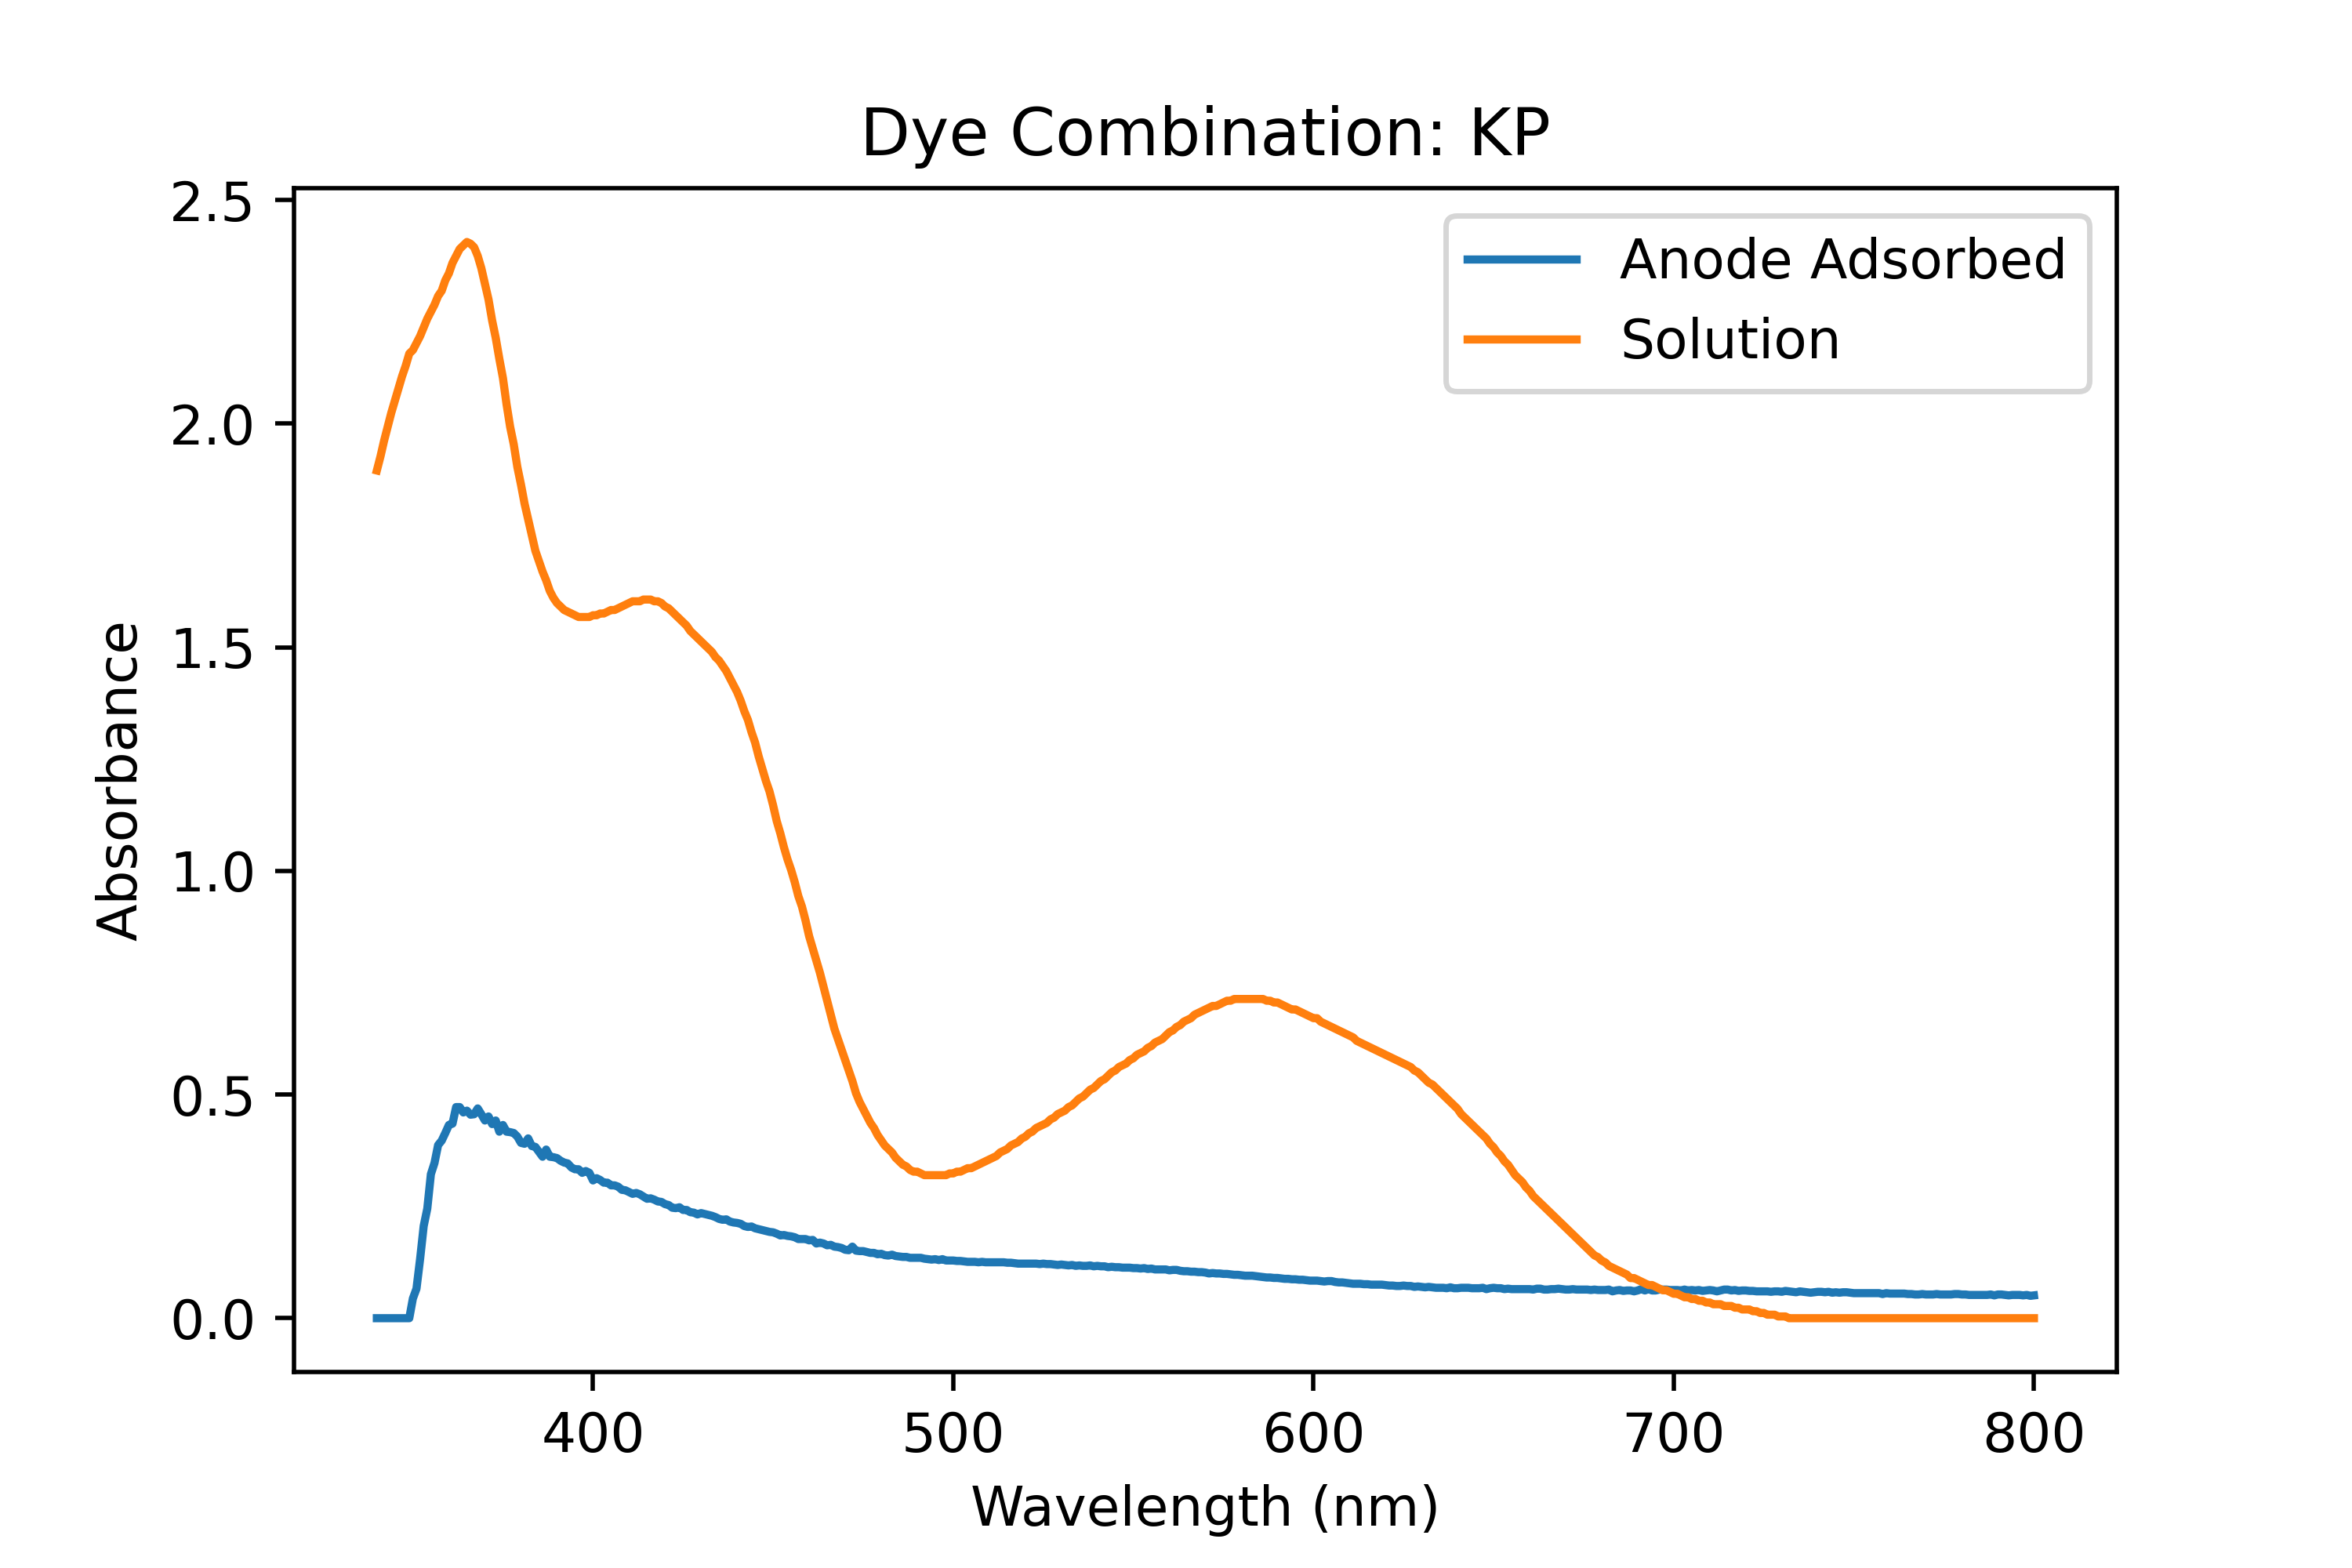 Dye Combination: KP
2.5
2.0
1.5
1.0
0.5
0.0
Absorbance
Anode Adsorbed
Solution
400 500 600 700 800
Wavelength (nm)